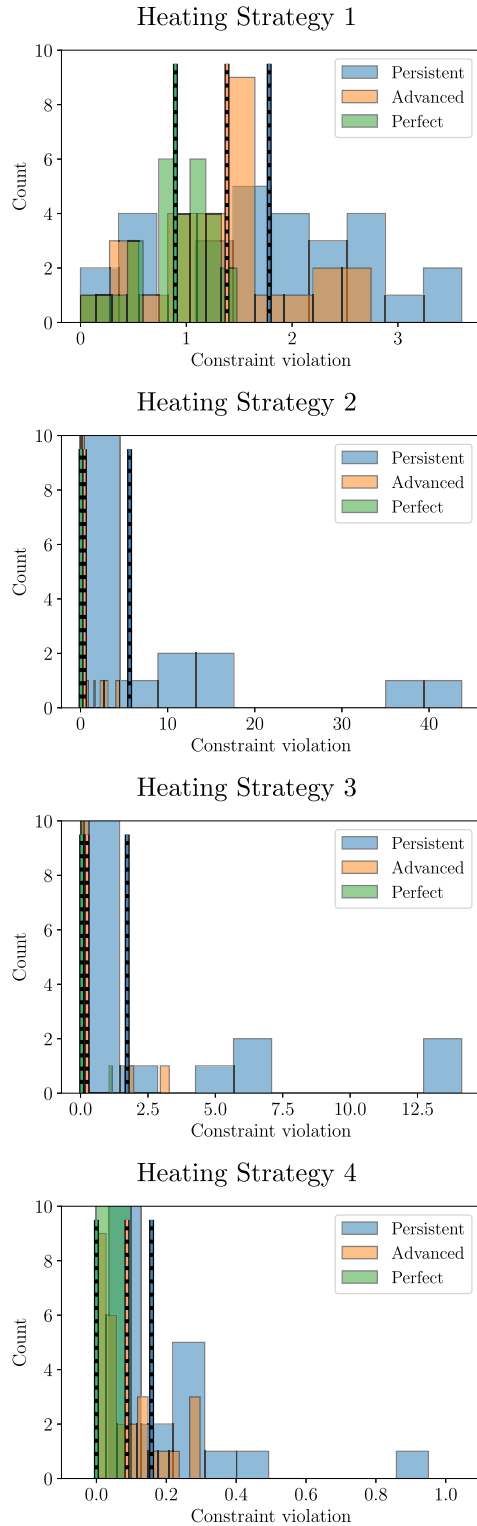 Heating Strategy 1
10
8
6
4
2
0
Count
Persistent
Advanced
Perfect
0
1
2
3
Constraint violation
Heating Strategy 2
10
8
6
4
2
0
Count
Persistent
Advanced
Perfect
0
10
20
30
40
Constraint violation
Heating Strategy 3
10
8
6
4
2
0
Count
Persistent
Advanced
Perfect
0.0
2.5
5.0
7.5
10.0
12.5
Constraint violation
Heating Strategy 4
10
8
6
4
2
0
Count
Persistent
Advanced
Perfect
0.0
0.2
0.4
0.6
0.8
1.0
Constraint violation